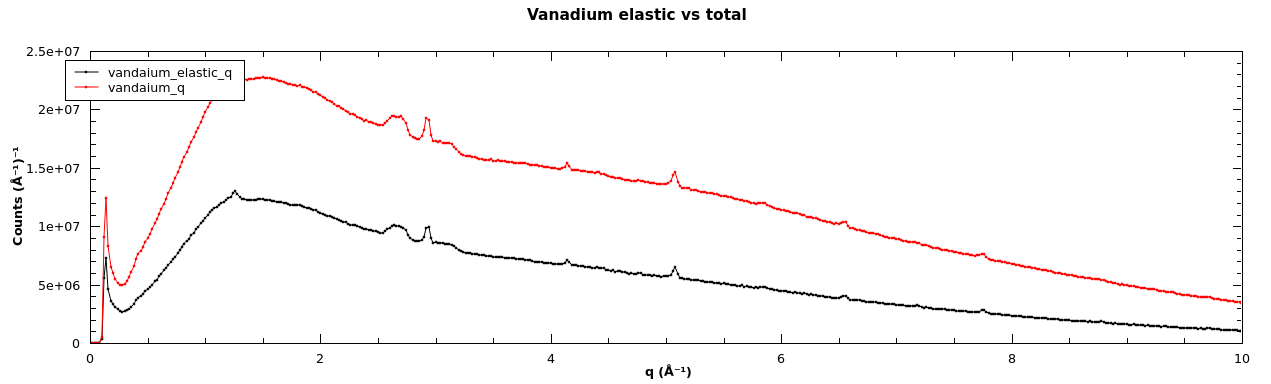 Vanadium elastic vs total
2.5e+07
2e+07
1.5e+07
1e+07
5e+06
0
vandaium_elastic_q
vandaium_q
Counts (Å⁻¹)⁻¹
0 2 4 6 8 10
q (Å⁻¹)